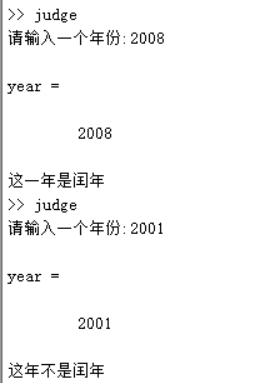 >> judge
请输入一个年份:2008
year =
2008
这一年是闰年
>> judge
请输入一个年份:2001
year =
2001
这年不是闰年